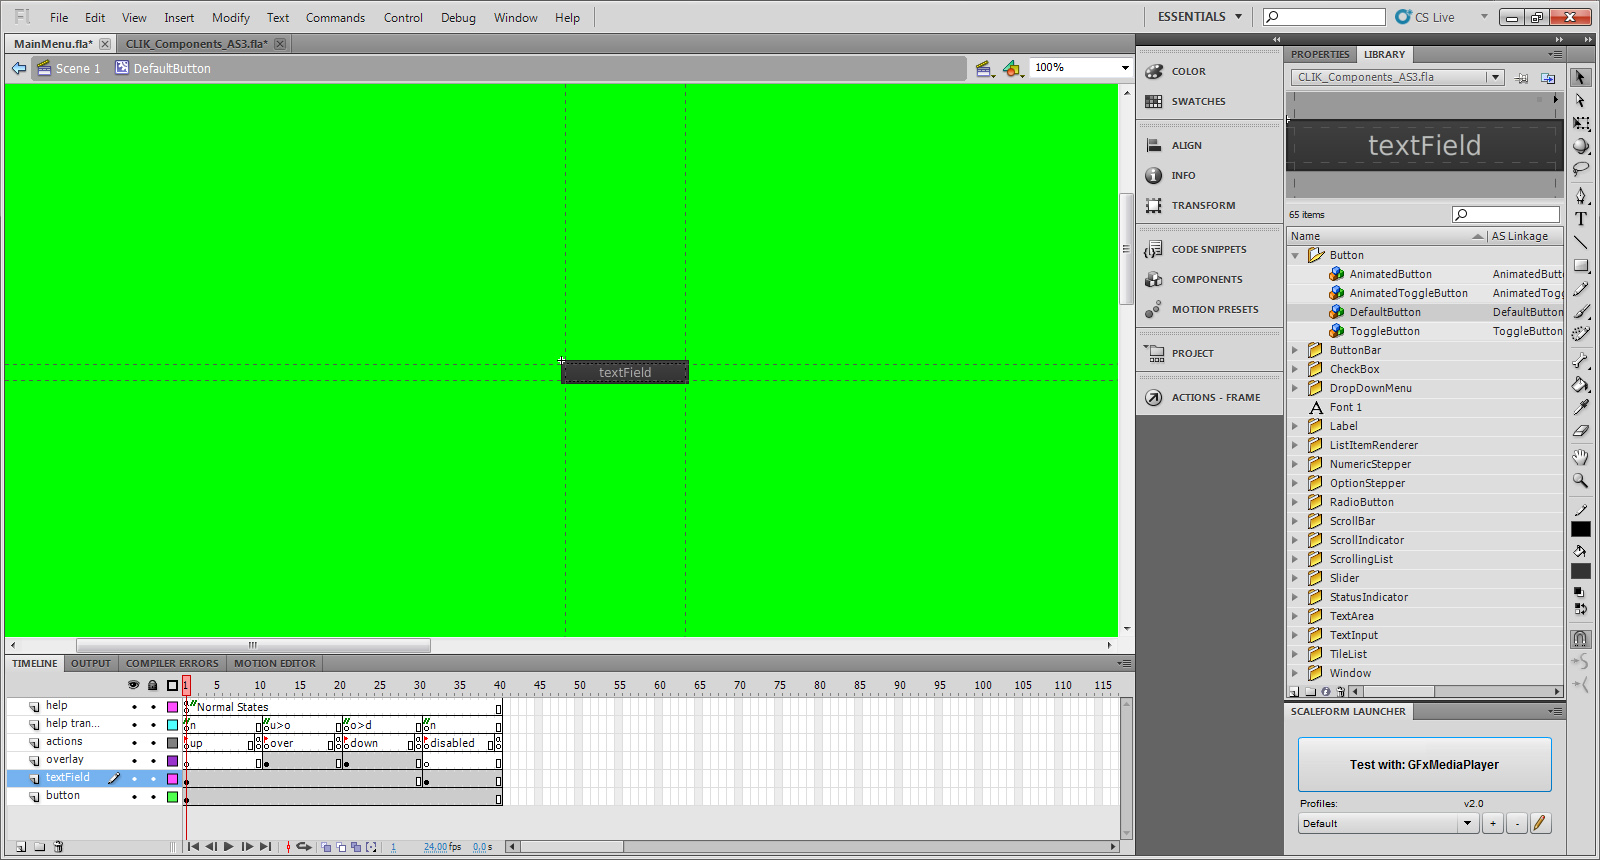 Fl File Edit View Insert Modify Text Commands Control Debug Window Help ESSENTIALS CS Live
MainMenu.fla* CLIK_Components_AS3.fla*
Scene 1 DefaultButton 100%
textField
COLOR
SWATCHES
ALIGN
INFO
TRANSFORM
CODE SNIPPETS
COMPONENTS
MOTION PRESETS
PROJECT
ACTIONS - FRAME
PROPERTIES LIBRARY
CLIK_Components_AS3.fla
textField
65 items
Name AS Linkage
Button
AnimatedButton AnimatedButt
AnimatedToggleButton AnimatedTogg
DefaultButton DefaultButton
ToggleButton ToggleButton
ButtonBar
CheckBox
DropDownMenu
Font 1
Label
ListItemRenderer
NumericStepper
OptionStepper
RadioButton
ScrollBar
ScrollIndicator
ScrollingList
Slider
StatusIndicator
TextArea
TextInput
TileList
Window
SCALEFORM LAUNCHER
Test with: GFxMediaPlayer
Profiles: v2.0
Default + -
TIMELINE OUTPUT COMPILER ERRORS MOTION EDITOR
1 5 10 15 20 25 30 35 40 45 50 55 60 65 70 75 80 85 90 95 100 105 110 115
help Normal States
help tran... n u>o o>d n
actions up over down disabled
overlay
textField
button
1 24.00 fps 0.0 s